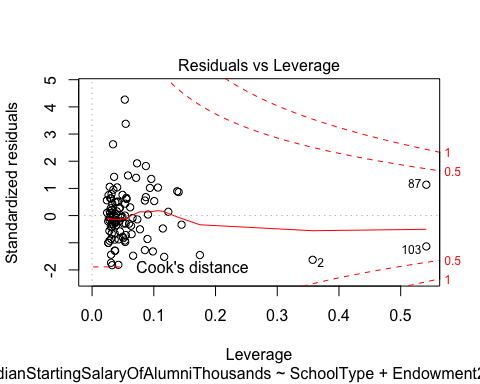 Residuals vs Leverage
Standardized residuals
5
4
3
2
1
0
-2
1
0.5
0.5
1
87
103
2
Cook's distance
0.0 0.1 0.2 0.3 0.4 0.5
Leverage
dianStartingSalaryOfAlumniThousands ~ SchoolType + Endowment2